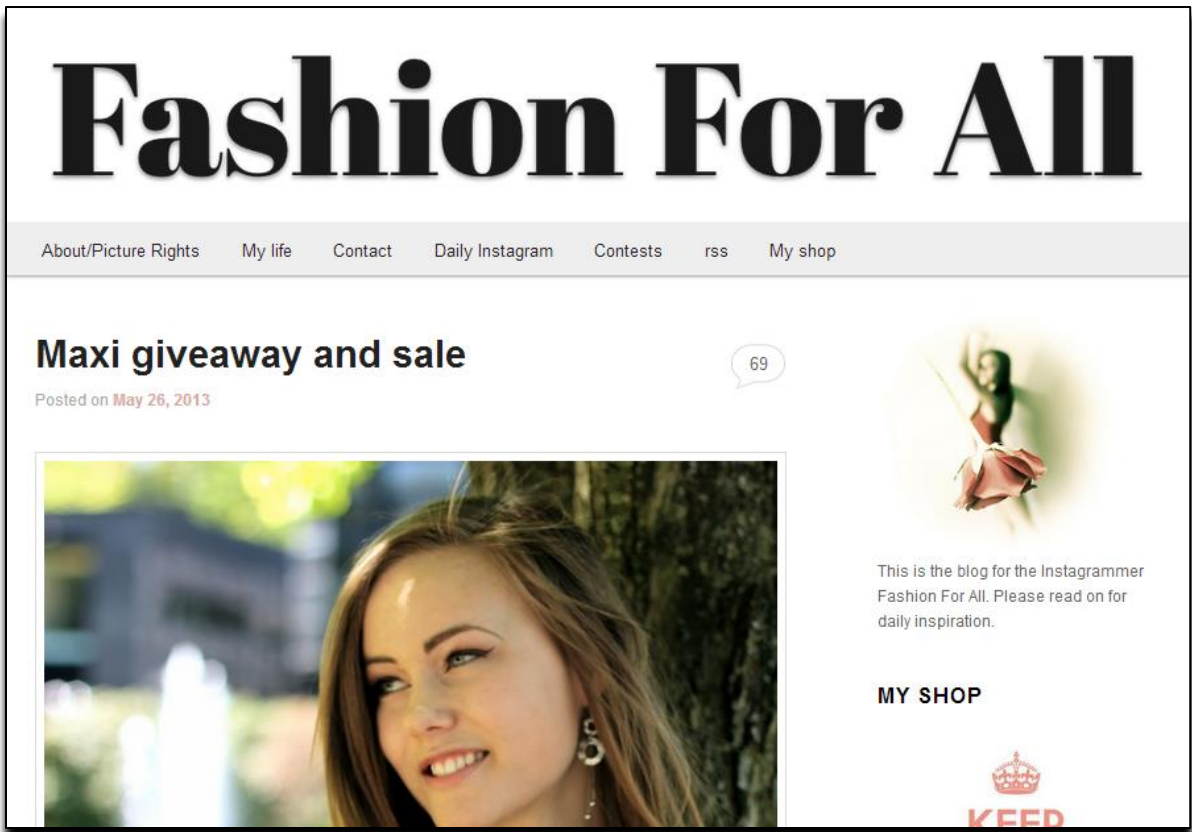 Fashion For All
About/Picture Rights My life Contact Daily Instagram Contests rss My shop
Maxi giveaway and sale
69
Posted on May 26, 2013
This is the blog for the Instagrammer
Fashion For All. Please read on for
daily inspiration.
MY SHOP
KEEP